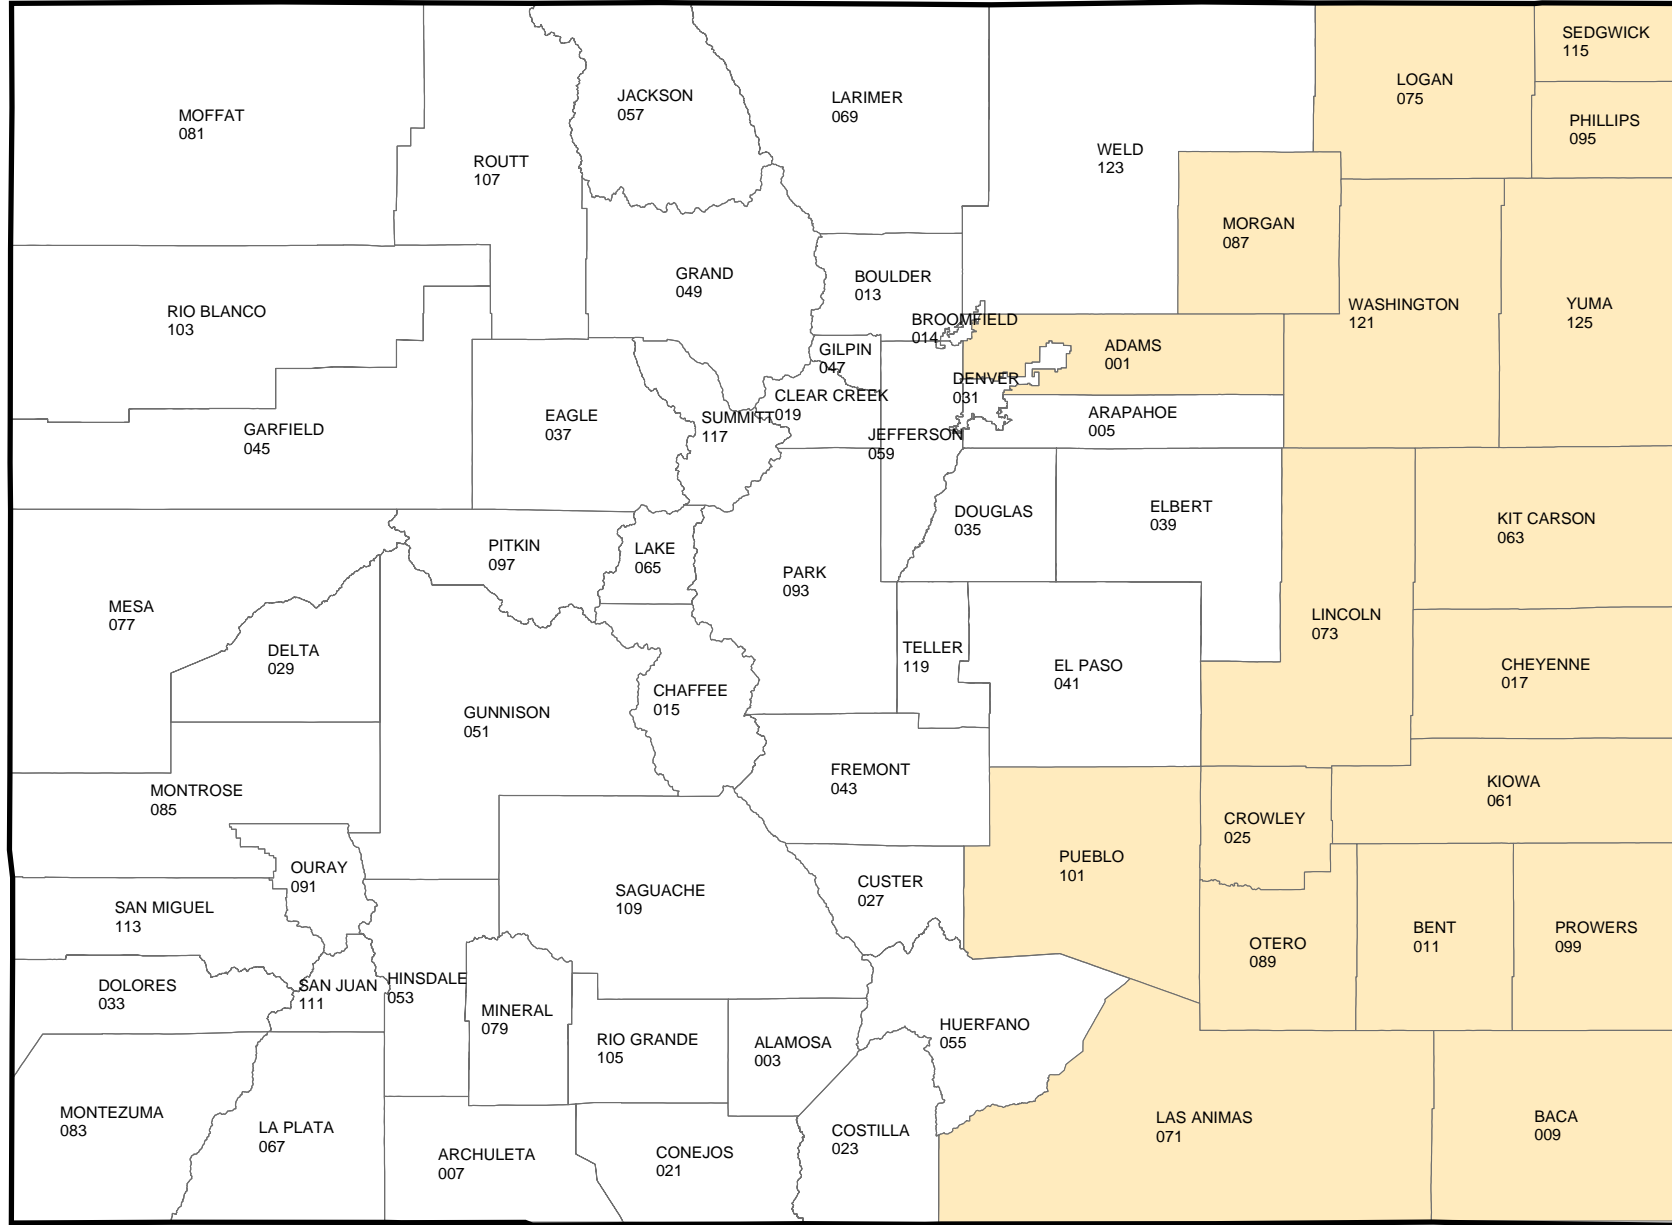 SEDGWICK
115
LOGAN
075
JACKSON
057
LARIMER
069
MOFFAT
081
PHILLIPS
095
WELD
123
ROUTT
107
MORGAN
087
GRAND
049
BOULDER
013
RIO BLANCO
103
WASHINGTON
121
YUMA
125
BROOMFIELD
014
GILPIN
047
ADAMS
001
DENVER
031
CLEAR CREEK
019
EAGLE
037
SUMMITT
117
ARAPAHOE
005
GARFIELD
045
JEFFERSON
059
DOUGLAS
035
ELBERT
039
KIT CARSON
063
PITKIN
097
LAKE
065
PARK
093
MESA
077
LINCOLN
073
DELTA
029
TELLER
119
EL PASO
041
CHEYENNE
017
CHAFFEE
015
GUNNISON
051
FREMONT
043
KIOWA
061
MONTROSE
085
CROWLEY
025
PUEBLO
101
OURAY
091
SAGUACHE
109
CUSTER
027
SAN MIGUEL
113
OTERO
089
BENT
011
PROWERS
099
DOLORES
033
SAN JUAN
111
HINSDALE
053
MINERAL
079
RIO GRANDE
105
ALAMOSA
003
HUERFANO
055
MONTEZUMA
083
LA PLATA
067
ARCHULETA
007
CONEJOS
021
COSTILLA
023
LAS ANIMAS
071
BACA
009